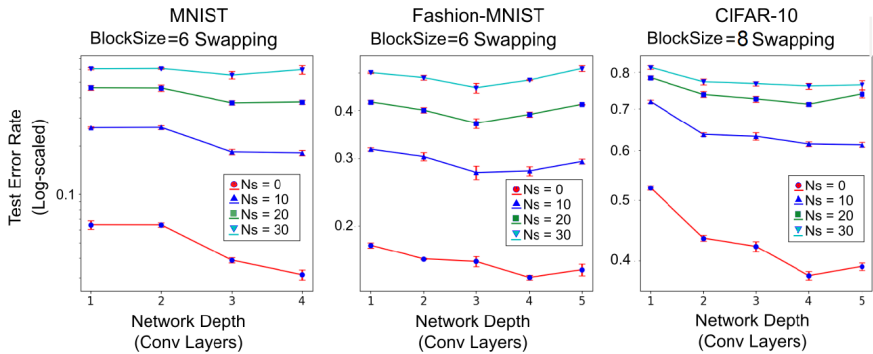 MNIST
BlockSize=6 Swapping
Test Error Rate
(Log-scaled)
0.1
Ns = 0
Ns = 10
Ns = 20
Ns = 30
1 2 3 4
Network Depth
(Conv Layers)
Fashion-MNIST
BlockSize=6 Swapping
0.4
0.3
0.2
Ns = 0
Ns = 10
Ns = 20
Ns = 30
1 2 3 4 5
Network Depth
(Conv Layers)
CIFAR-10
BlockSize=8 Swapping
0.8
0.7
0.6
0.5
0.4
Ns = 0
Ns = 10
Ns = 20
Ns = 30
1 2 3 4 5
Network Depth
(Conv Layers)